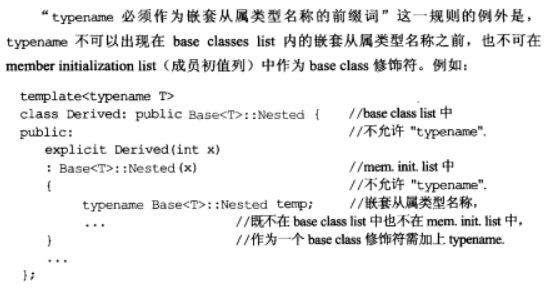 “typename 必须作为嵌套从属类型名称的前缀词”这一规则的例外是，
typename 不可以出现在 base classes list 内的嵌套从属类型名称之前，也不可在
member initialization list（成员初值列）中作为 base class 修饰符。例如：
template<typename T>
class Derived: public Base<T>::Nested { //base class list 中
public: //不允许 "typename".
explicit Derived(int x)
: Base<T>::Nested(x) //mem. init. list 中
{ //不允许 "typename".
typename Base<T>::Nested temp; //嵌套从属类型名称，
... //既不在 base class list 中也不在 mem. init. list 中，
} //作为一个 base class 修饰符需加上 typename.
...
};